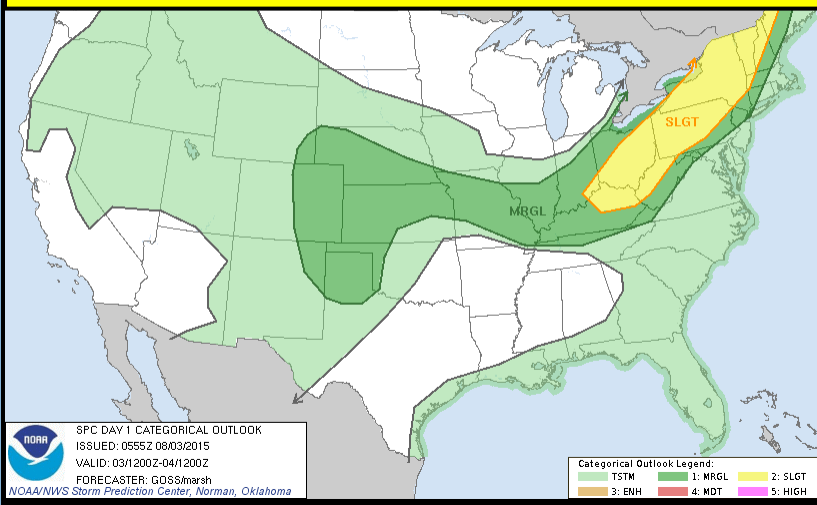 SLGT
MRGL
NOAA
SPC DAY 1 CATEGORICAL OUTLOOK
ISSUED: 0555Z 08/03/2015
VALID: 03/1200Z-04/1200Z
FORECASTER: GOSS/marsh
NOAA/NWS Storm Prediction Center, Norman, Oklahoma
Categorical Outlook Legend:
TSTM 1: MRGL 2: SLGT
3: ENH 4: MDT 5: HIGH